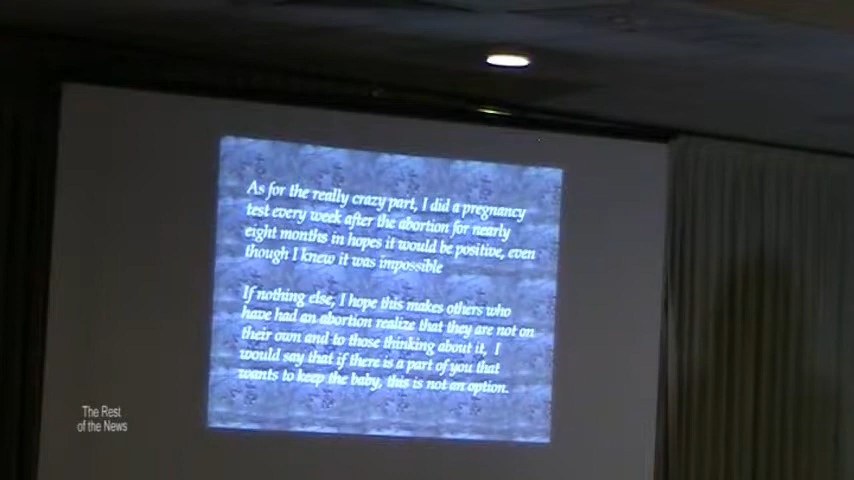 As for the really crazy part, I did a pregnancy
test every week after the abortion for nearly
eight months in hopes it would be positive, even
though I knew it was impossible
If nothing else, I hope this makes others who
have had an abortion realize that they are not on
their own and to those thinking about it, I
would say that if there is a part of you that
wants to keep the baby, this is not an option.
The Rest
of the News